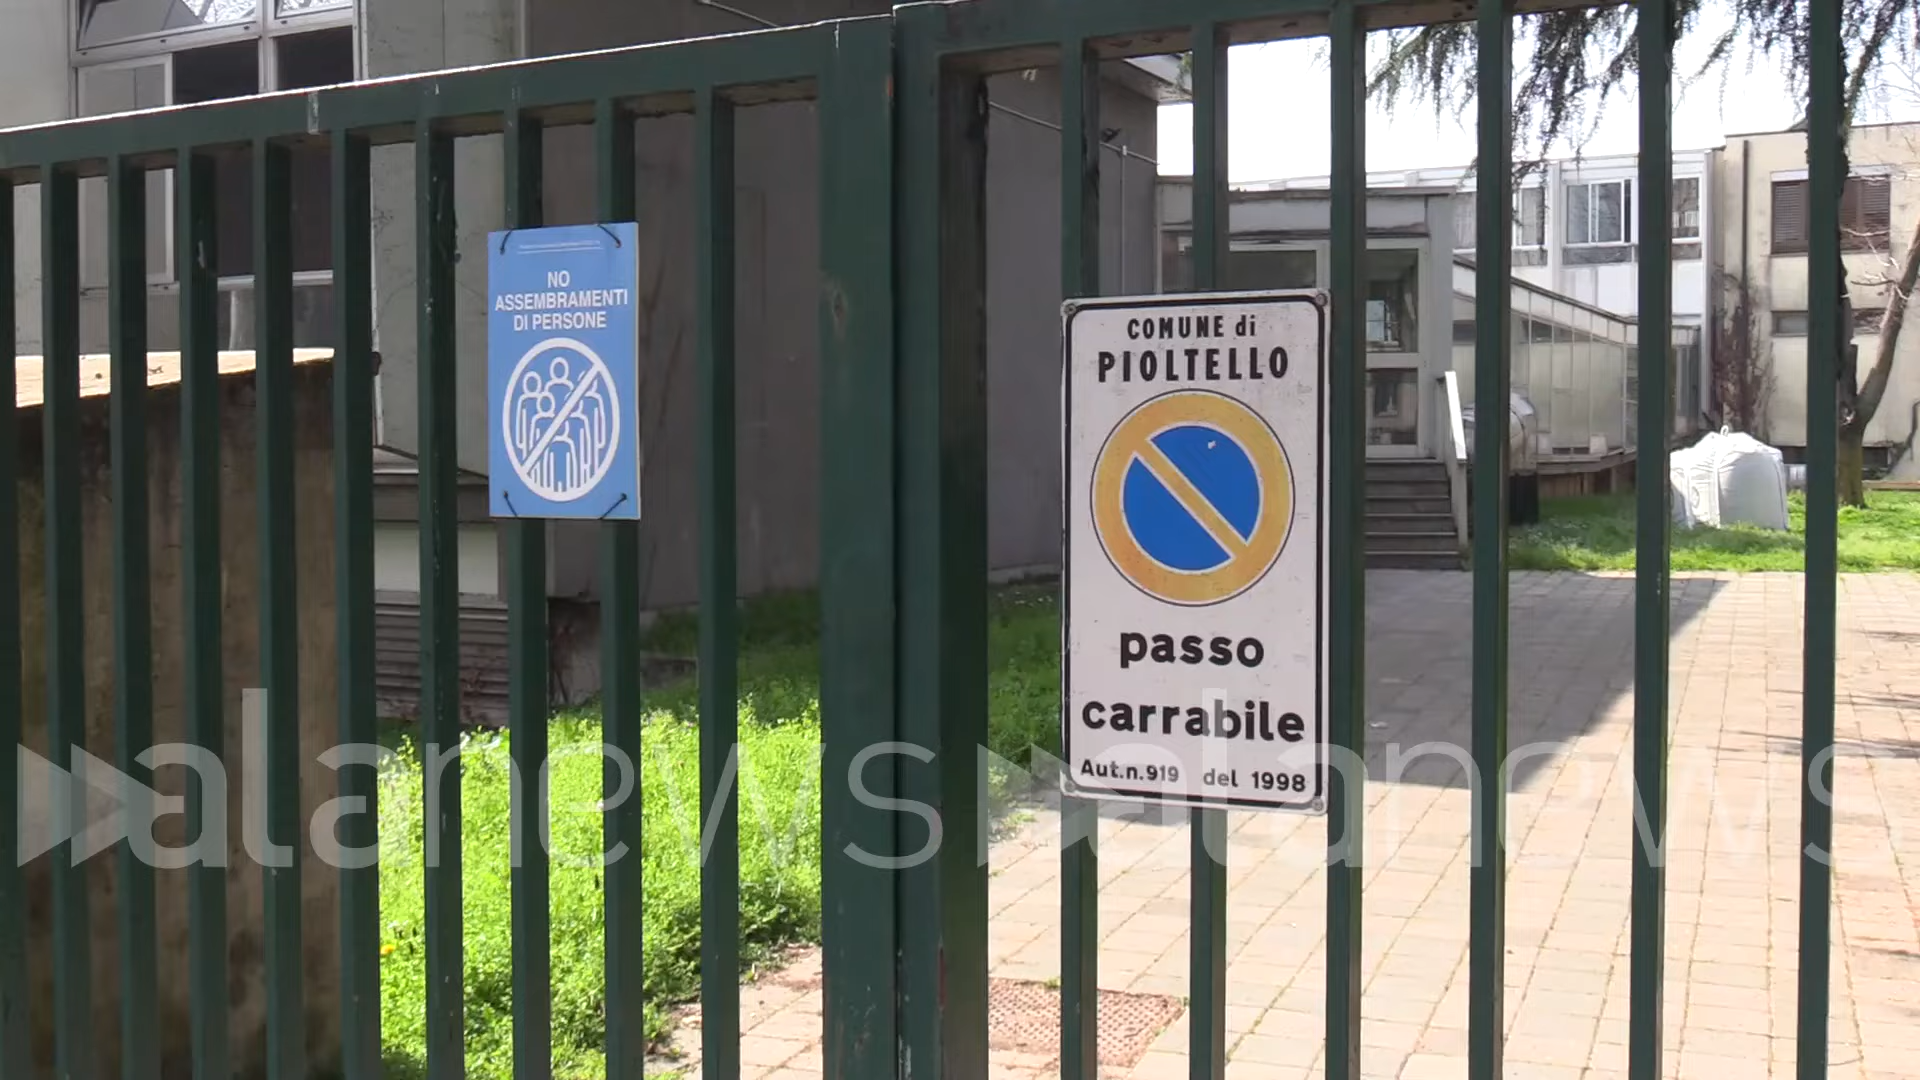 NO
ASSEMBRAMENTI
DI PERSONE
COMUNE di
PIOLTELLO
passo
carrabile
Aut.n.919 del 1998
alanews alanews